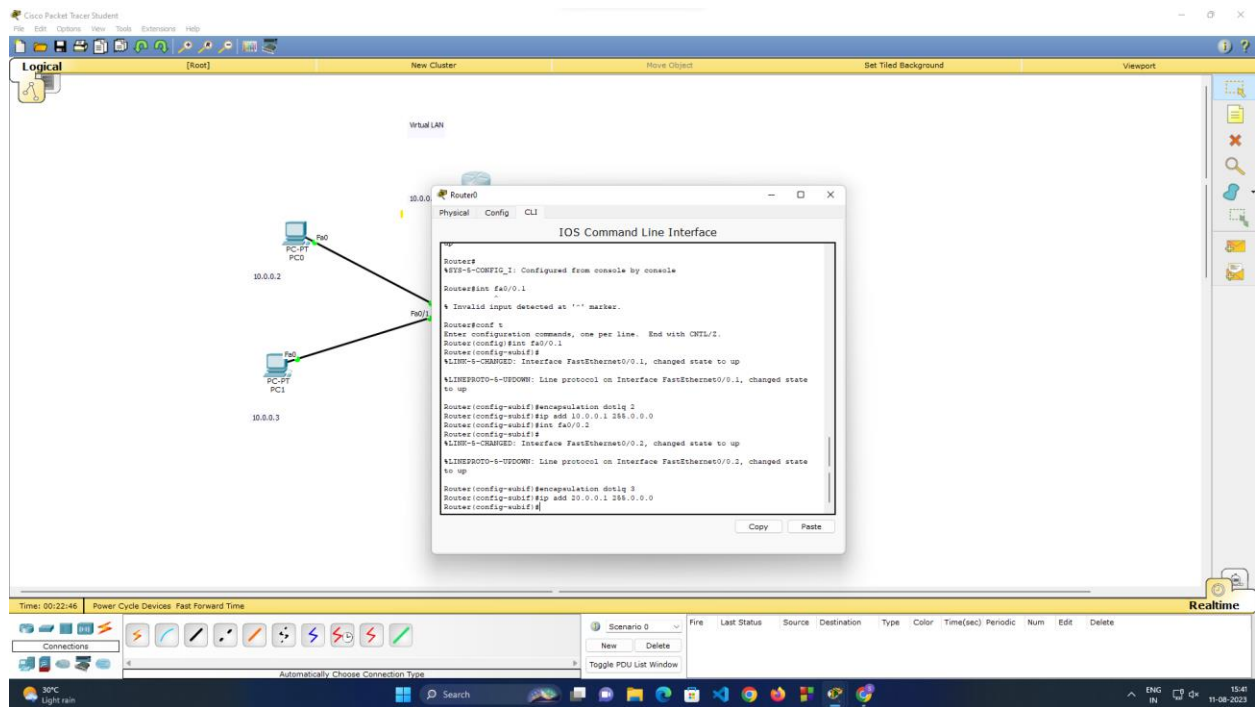 Cisco Packet Tracer Student
File Edit Options View Tools Extensions Help
Logical [Root] New Cluster Move Object Set Tiled Background Viewport
Virtual LAN
10.0.0.
Fa0
PC-PT
PC0
10.0.0.2
Fa0/1
Fa0
PC-PT
PC1
10.0.0.3
Router0
Physical Config CLI
IOS Command Line Interface
up
Router#
%SYS-5-CONFIG_I: Configured from console by console
Router#int fa0/0.1
^
% Invalid input detected at '^' marker.
Router#conf t
Enter configuration commands, one per line. End with CNTL/Z.
Router(config)#int fa0/0.1
Router(config-subif)#
%LINK-5-CHANGED: Interface FastEthernet0/0.1, changed state to up
%LINEPROTO-5-UPDOWN: Line protocol on Interface FastEthernet0/0.1, changed state
to up
Router(config-subif)#encapsulation dot1q 2
Router(config-subif)#ip add 10.0.0.1 255.0.0.0
Router(config-subif)#int fa0/0.2
Router(config-subif)#
%LINK-5-CHANGED: Interface FastEthernet0/0.2, changed state to up
%LINEPROTO-5-UPDOWN: Line protocol on Interface FastEthernet0/0.2, changed state
to up
Router(config-subif)#encapsulation dot1q 3
Router(config-subif)#ip add 20.0.0.1 255.0.0.0
Router(config-subif)#
Copy Paste
Time: 00:22:46 Power Cycle Devices Fast Forward Time Realtime
Connections
Automatically Choose Connection Type
Scenario 0
New Delete
Toggle PDU List Window
Fire Last Status Source Destination Type Color Time(sec) Periodic Num Edit Delete
30°C
Light rain
Search
ENG
IN
15:41
11-08-2023